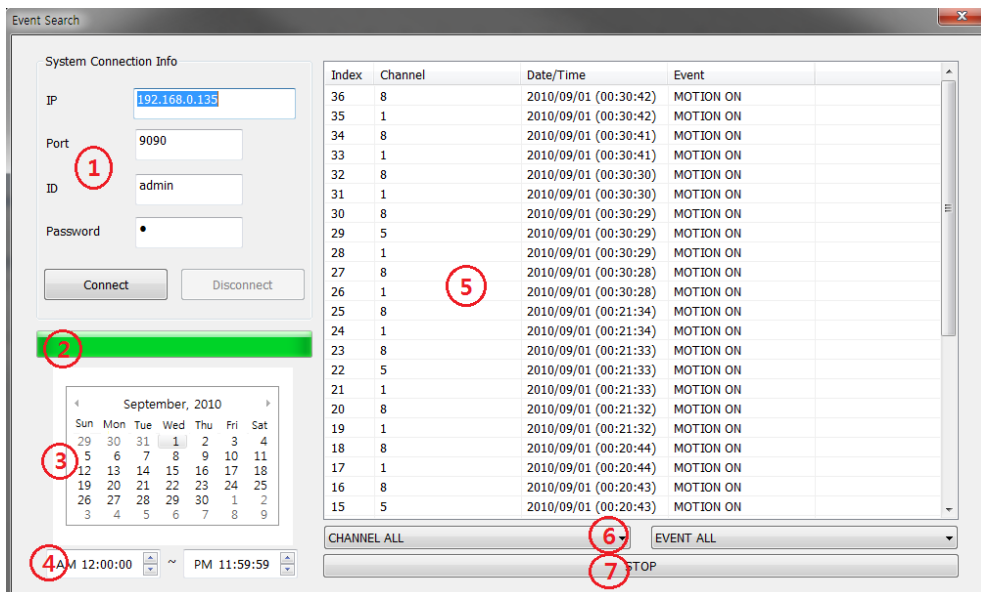 Event Search
System Connection Info
IP 192.168.0.135
Port 9090
1
ID admin
Password ●
Connect Disconnect
2
September, 2010
Sun Mon Tue Wed Thu Fri Sat
29 30 31 1 2 3 4
5 6 7 8 9 10 11
3
12 13 14 15 16 17 18
19 20 21 22 23 24 25
26 27 28 29 30 1 2
3 4 5 6 7 8 9
4
AM 12:00:00 ~ PM 11:59:59
Index Channel Date/Time Event
36 8 2010/09/01 (00:30:42) MOTION ON
35 1 2010/09/01 (00:30:42) MOTION ON
34 8 2010/09/01 (00:30:41) MOTION ON
33 1 2010/09/01 (00:30:41) MOTION ON
32 8 2010/09/01 (00:30:30) MOTION ON
31 1 2010/09/01 (00:30:30) MOTION ON
30 8 2010/09/01 (00:30:29) MOTION ON
29 5 2010/09/01 (00:30:29) MOTION ON
28 1 2010/09/01 (00:30:29) MOTION ON
27 8 2010/09/01 (00:30:28) MOTION ON
26 1 2010/09/01 (00:30:28) MOTION ON
5
25 8 2010/09/01 (00:21:34) MOTION ON
24 1 2010/09/01 (00:21:34) MOTION ON
23 8 2010/09/01 (00:21:33) MOTION ON
22 5 2010/09/01 (00:21:33) MOTION ON
21 1 2010/09/01 (00:21:33) MOTION ON
20 8 2010/09/01 (00:21:32) MOTION ON
19 1 2010/09/01 (00:21:32) MOTION ON
18 8 2010/09/01 (00:20:44) MOTION ON
17 1 2010/09/01 (00:20:44) MOTION ON
16 8 2010/09/01 (00:20:43) MOTION ON
15 5 2010/09/01 (00:20:43) MOTION ON
CHANNEL ALL 6 EVENT ALL
7 STOP